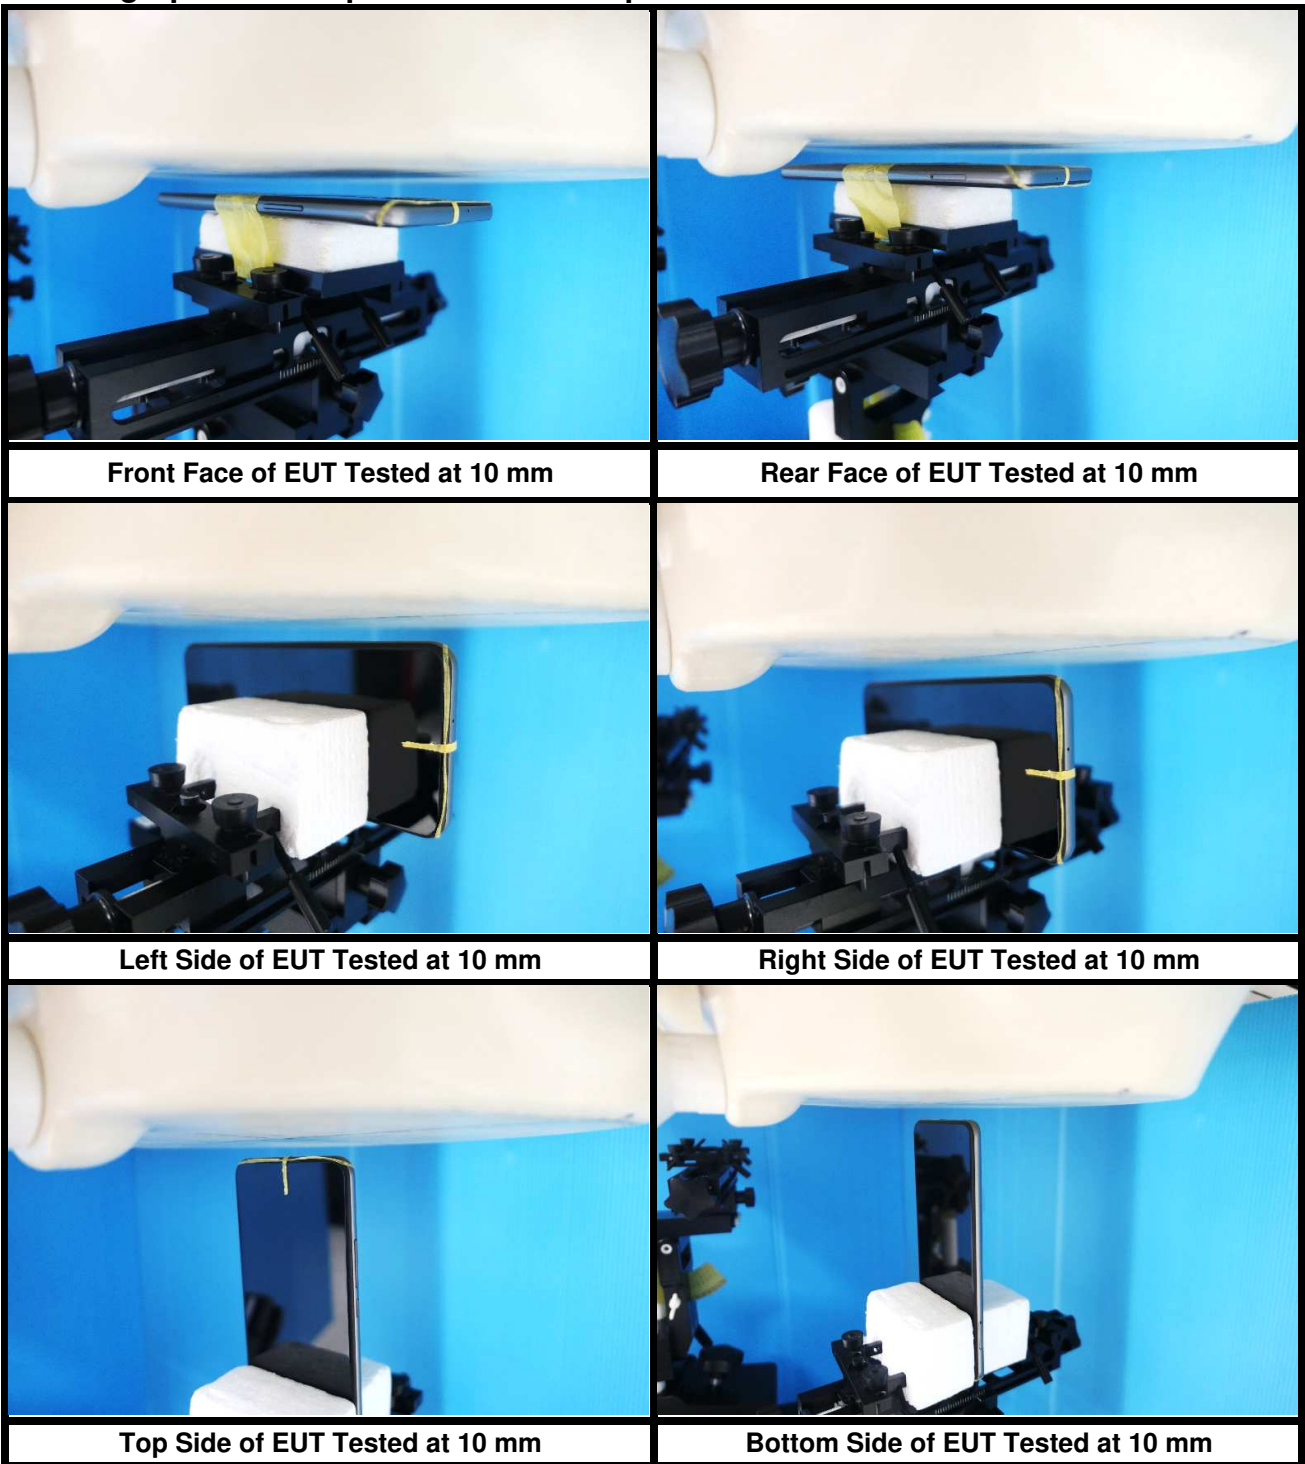 Front Face of EUT Tested at 10 mm
Rear Face of EUT Tested at 10 mm
Left Side of EUT Tested at 10 mm
Right Side of EUT Tested at 10 mm
Top Side of EUT Tested at 10 mm
Bottom Side of EUT Tested at 10 mm